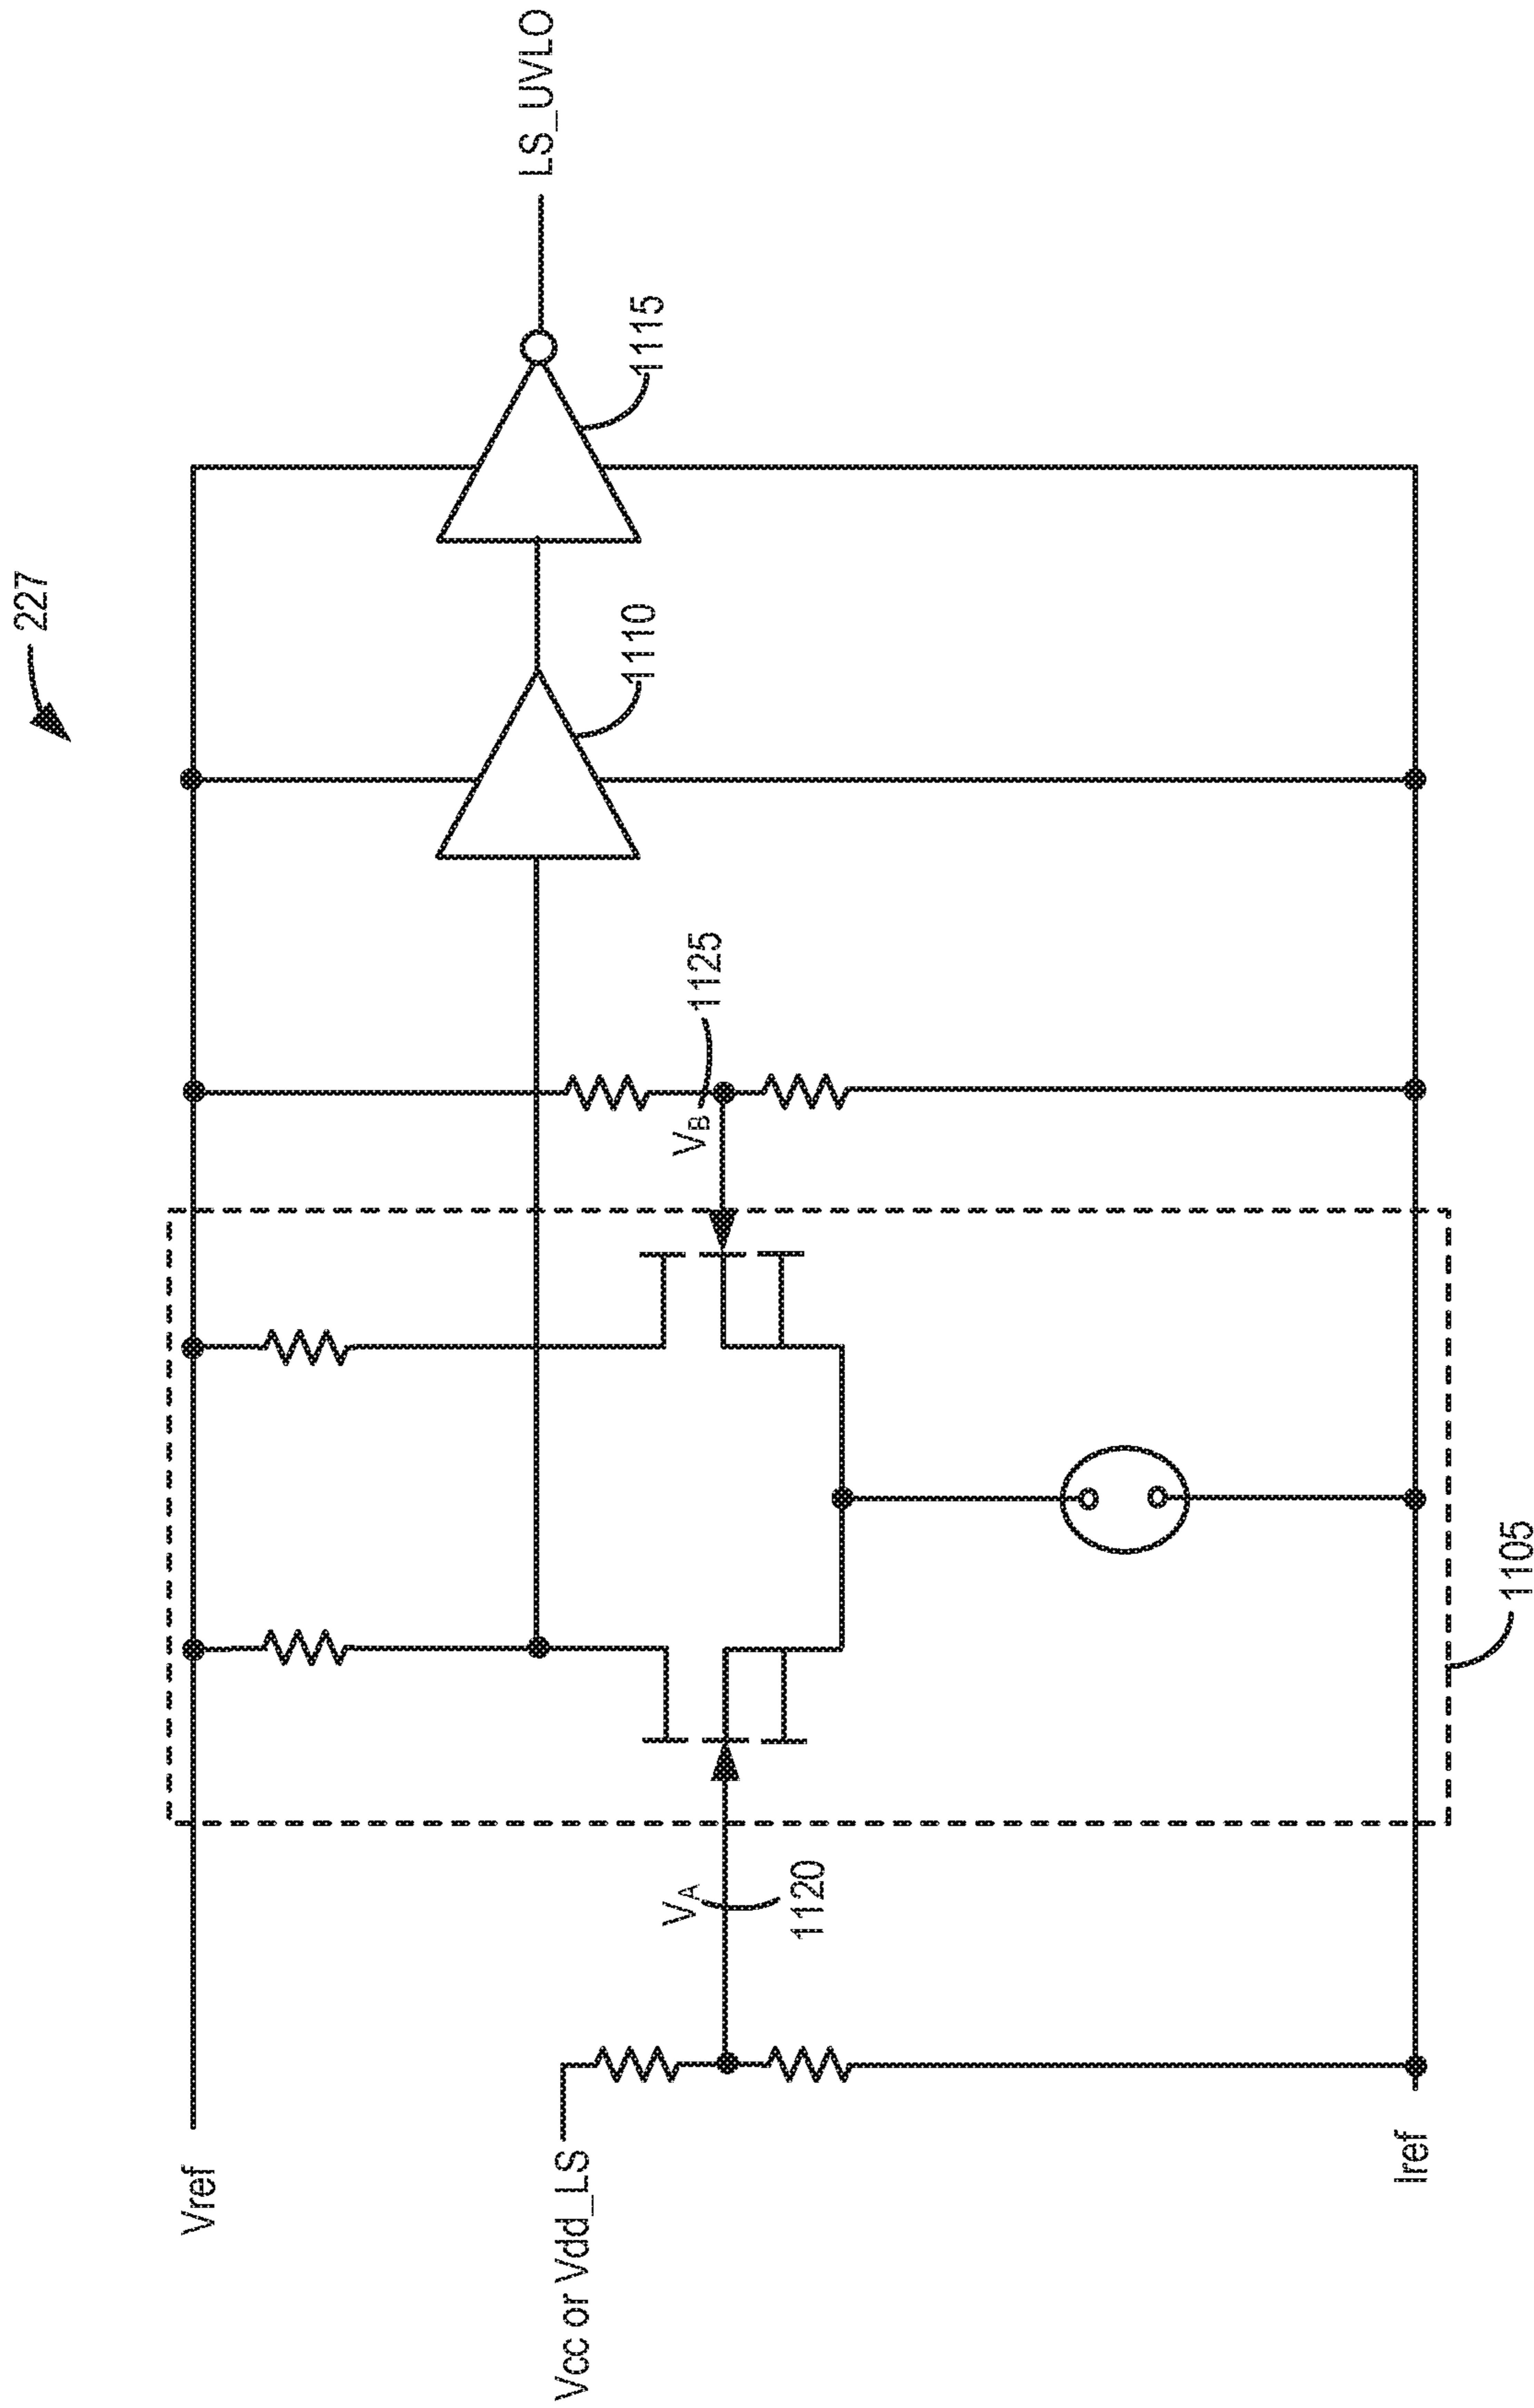 227
Vref
Vcc or Vdd_LS
Iref
VA
1120
1105
VB
1125
1110
1115
LS_UVLO